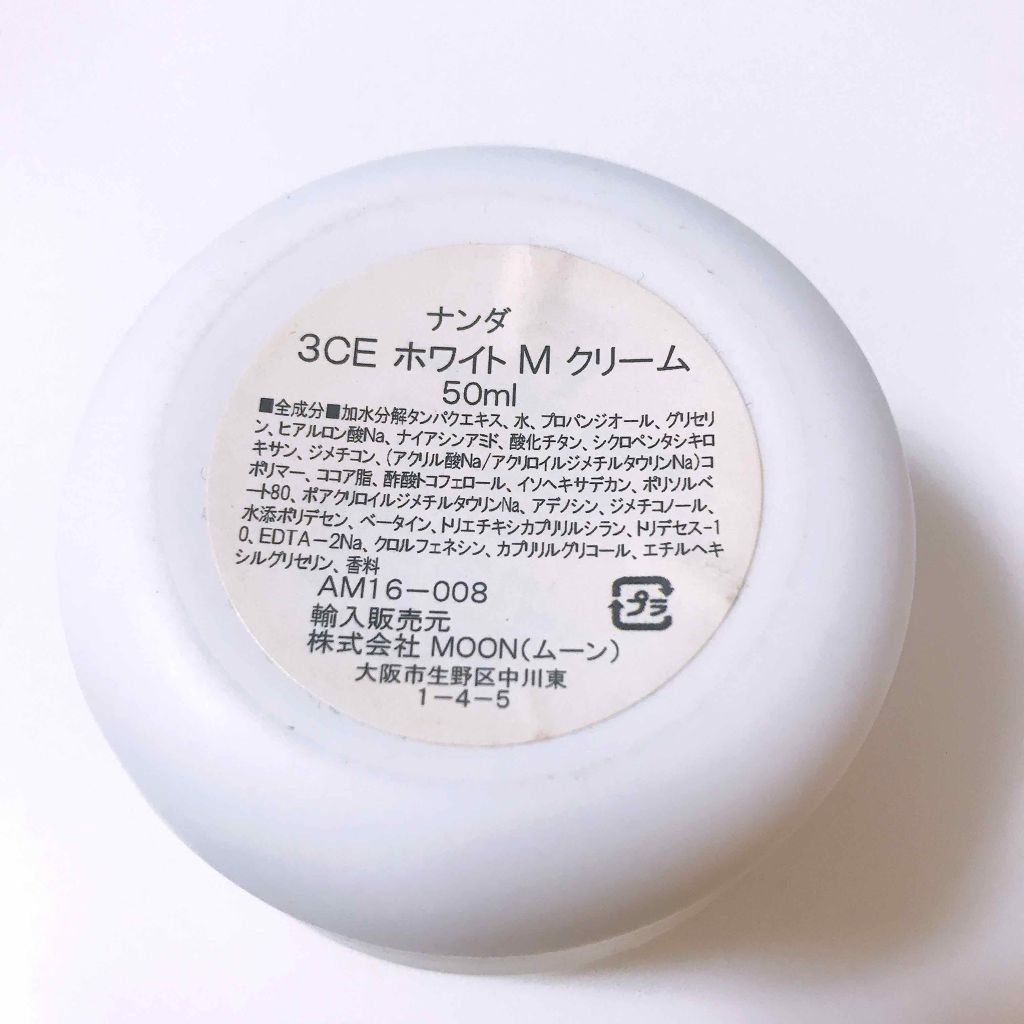 ナンダ
3CE ホワイト M クリーム
50ml
■全成分■加水分解タンパクエキス、水、プロパンジオール、グリセリ
ン、ヒアルロン酸Na、ナイアシンアミド、酸化チタン、シクロペンタシキロ
キサン、ジメチコン、(アクリル酸Na/アクリロイルジメチルタウリンNa)コ
ポリマー、ココア脂、酢酸トコフェロール、イソヘキサデカン、ポリソルベ
ート80、ポアクリロイルジメチルタウリンNa、アデノシン、ジメチコノール、
水添ポリデセン、ベータイン、トリエチキシカプリリルシラン、トリデセス-1
0、EDTA-2Na、クロルフェネシン、カプリリルグリコール、エチルヘキ
シルグリセリン、香料
AM16-008
輸入販売元
プラ
株式会社 MOON(ムーン)
大阪市生野区中川東
1-4-5